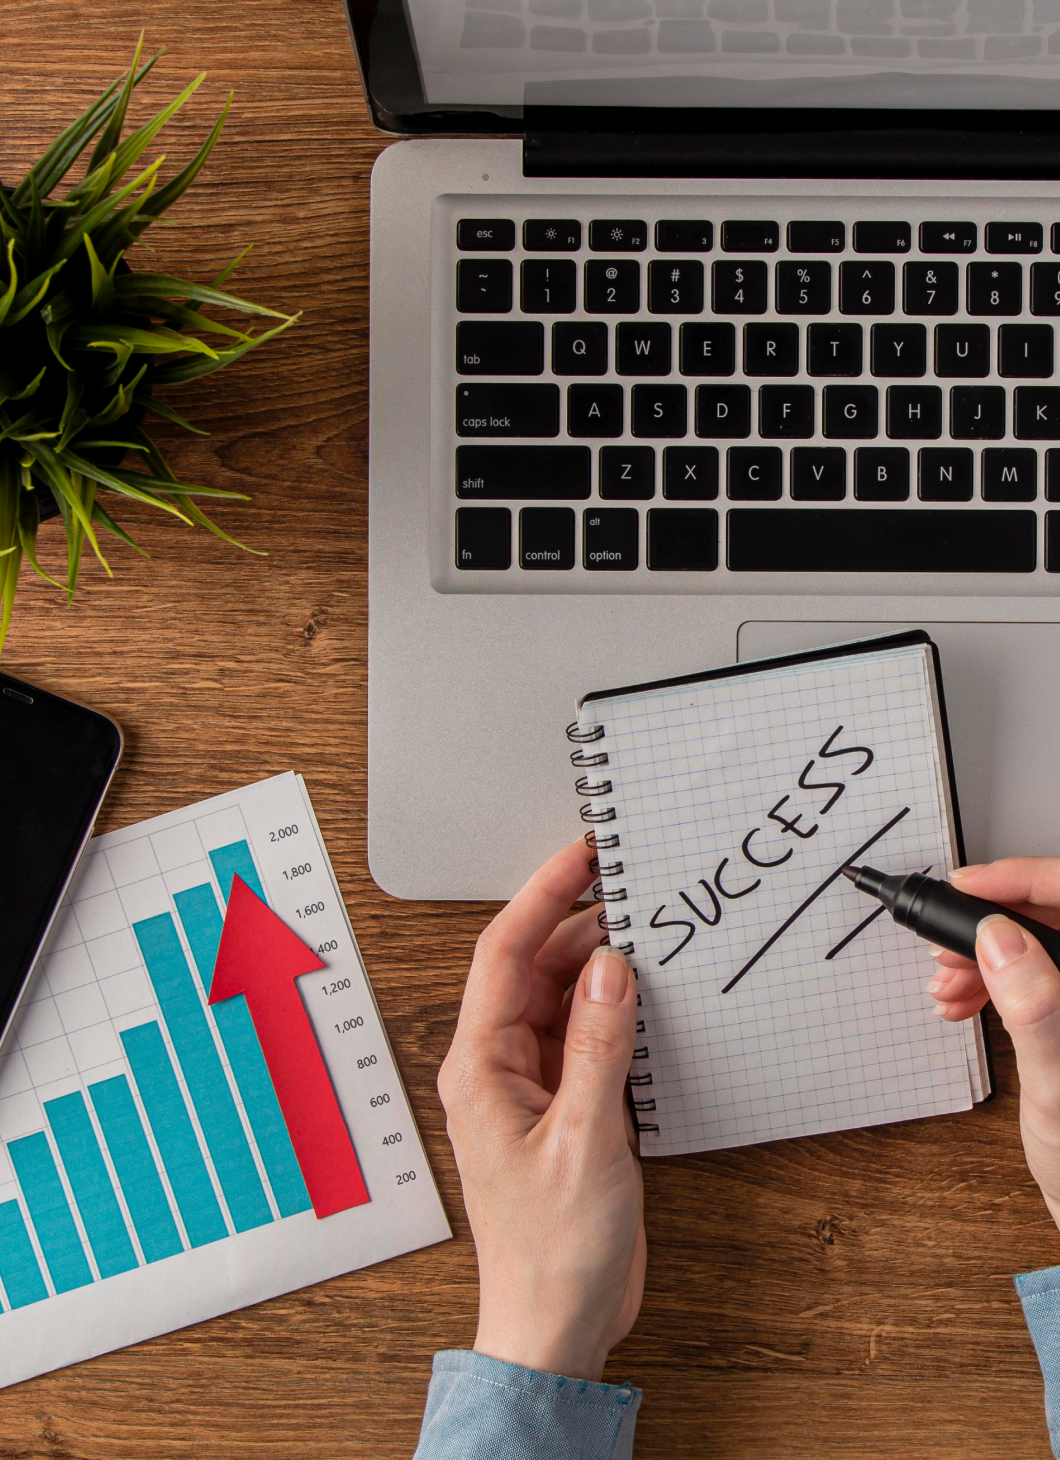 esc F1 F2 3 F4 F5 F6 F7 F8
~ ! @ # $ % ^ & *
` 1 2 3 4 5 6 7 8 9
tab Q W E R T Y U I
caps lock A S D F G H J K
shift Z X C V B N M
alt
fn control option
SUCCESS
2,000
1,800
1,600
1,200
1,000
800
600
400
200